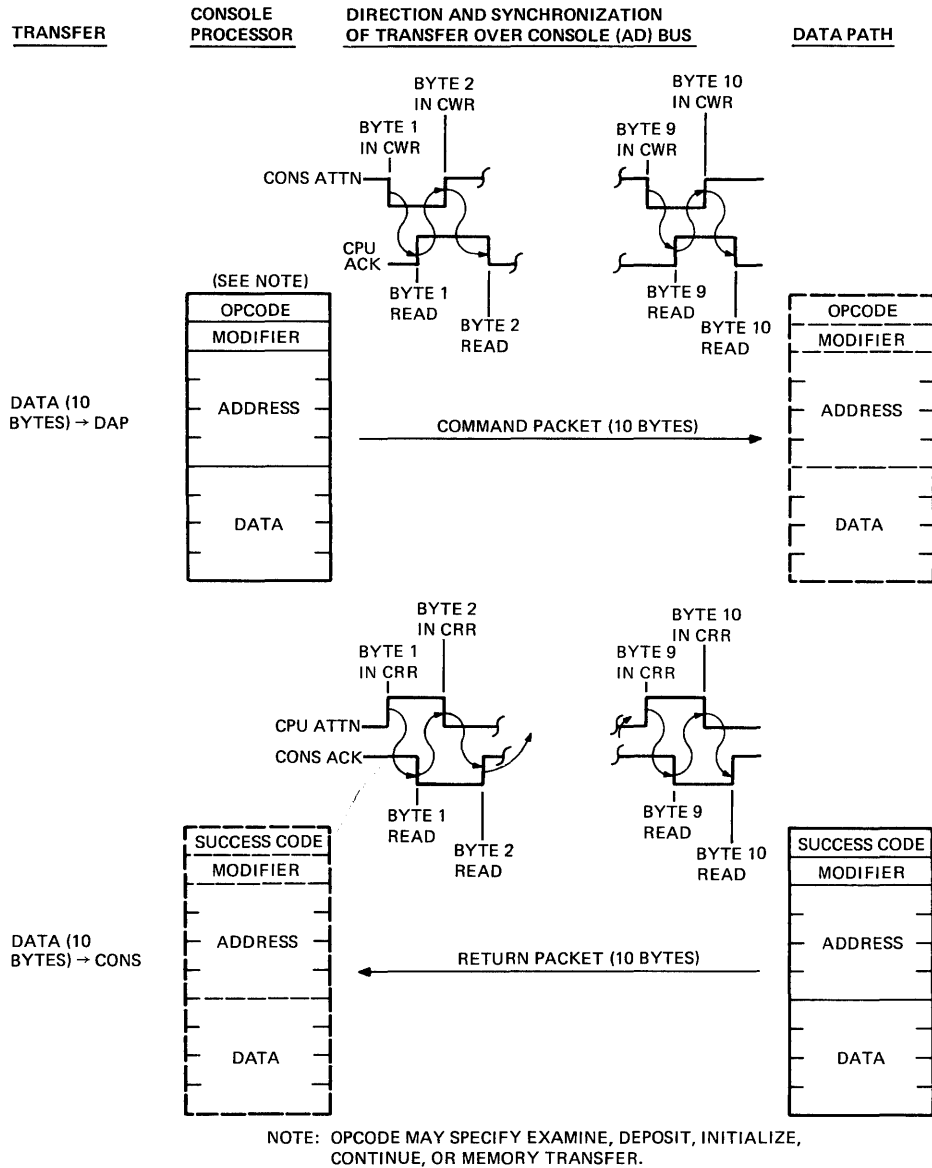 TRANSFER
CONSOLE
PROCESSOR
DIRECTION AND SYNCHRONIZATION
OF TRANSFER OVER CONSOLE (AD) BUS
DATA PATH
BYTE 2
IN CWR
BYTE 10
IN CWR
BYTE 1
IN CWR
BYTE 9
IN CWR
CONS ATTN
CPU
ACK
(SEE NOTE)
BYTE 1
READ
BYTE 2
READ
BYTE 9
READ
BYTE 10
READ
OPCODE
MODIFIER
ADDRESS
DATA
OPCODE
MODIFIER
ADDRESS
DATA
DATA (10
BYTES) → DAP
COMMAND PACKET (10 BYTES)
BYTE 2
IN CRR
BYTE 10
IN CRR
BYTE 1
IN CRR
BYTE 9
IN CRR
CPU ATTN
CONS ACK
BYTE 1
READ
BYTE 2
READ
BYTE 9
READ
BYTE 10
READ
SUCCESS CODE
MODIFIER
ADDRESS
DATA
SUCCESS CODE
MODIFIER
ADDRESS
DATA
DATA (10
BYTES) → CONS
RETURN PACKET (10 BYTES)
NOTE: OPCODE MAY SPECIFY EXAMINE, DEPOSIT, INITIALIZE,
CONTINUE, OR MEMORY TRANSFER.